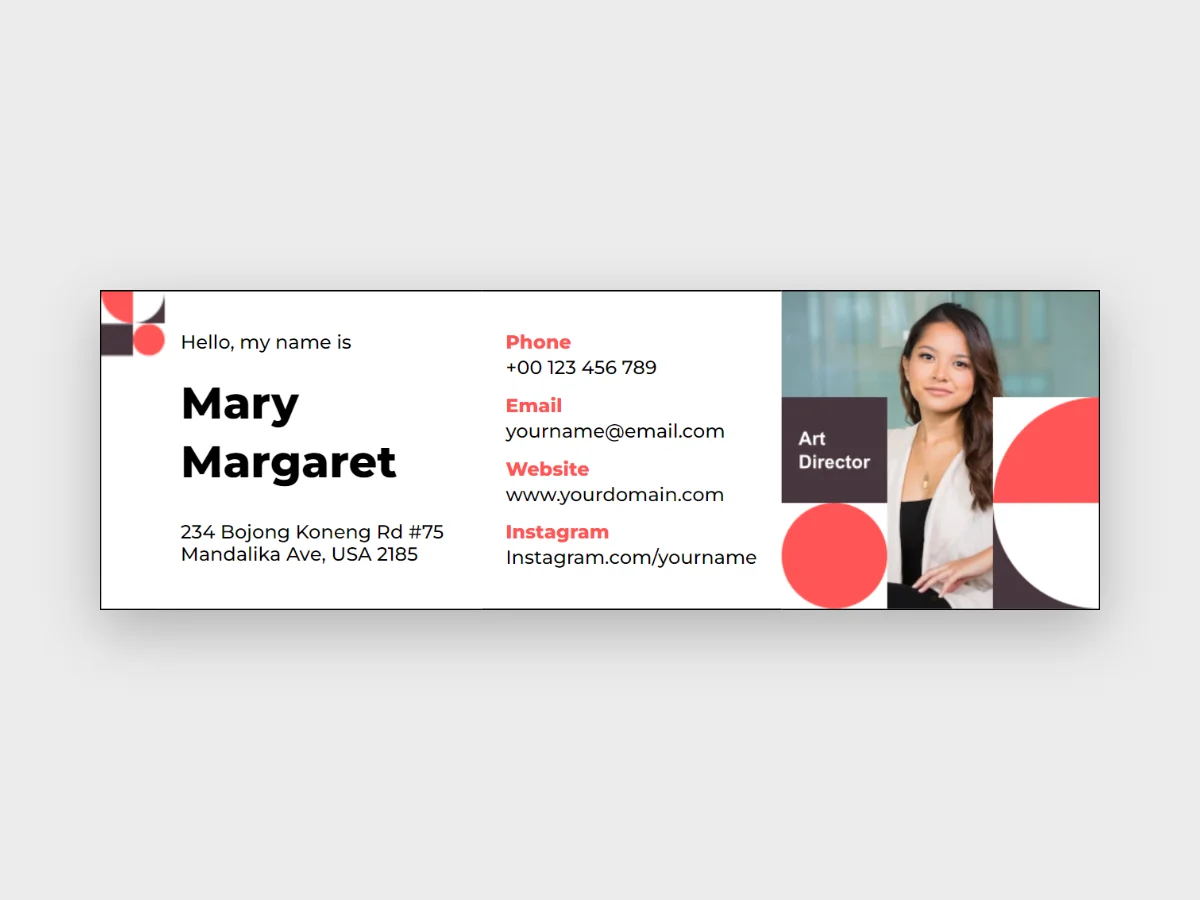 Hello, my name is
Mary
Margaret
234 Bojong Koneng Rd #75
Mandalika Ave, USA 2185
Phone
+00 123 456 789
Email
yourname@email.com
Website
www.yourdomain.com
Instagram
Instagram.com/yourname
Art
Director